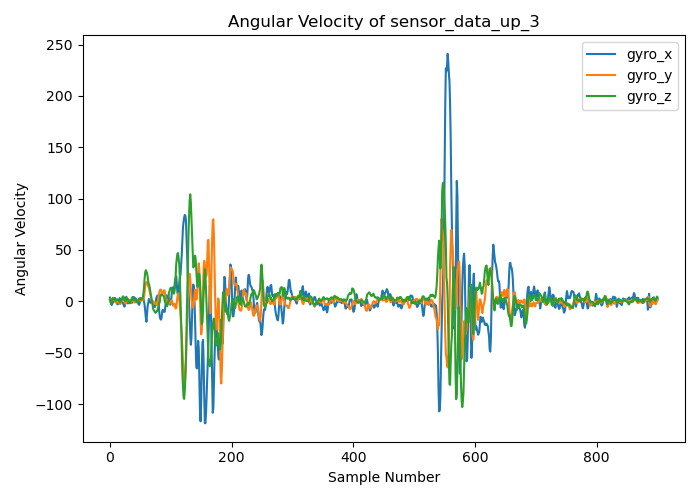 Angular Velocity of sensor_data_up_3
250
200
150
100
50
0
−50
−100
Angular Velocity
gyro_x
gyro_y
gyro_z
0 200 400 600 800
Sample Number